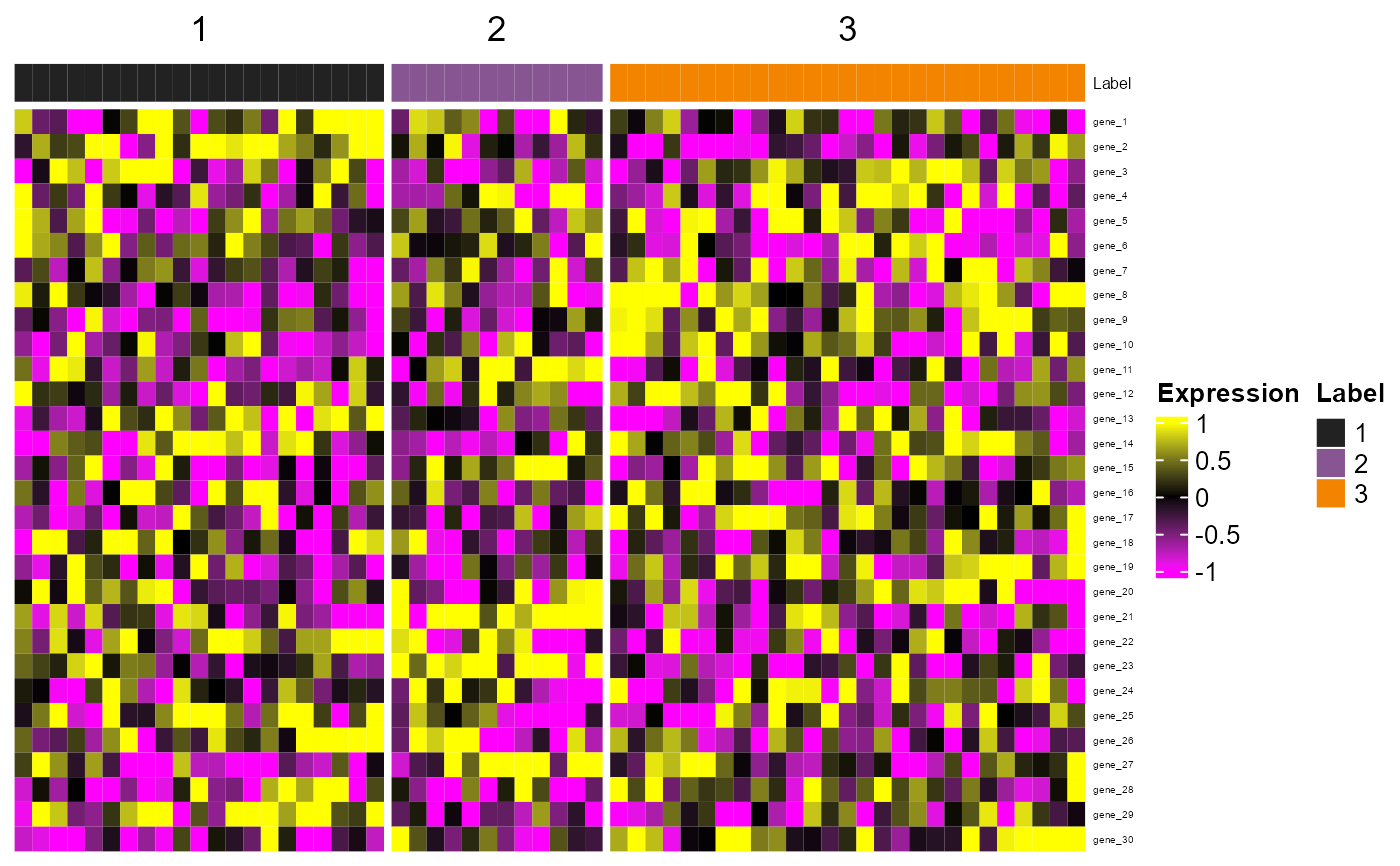 1 2 3
Label
gene_1
gene_2
gene_3
gene_4
gene_5
gene_6
gene_7
gene_8
gene_9
gene_10
gene_11
gene_12
gene_13
gene_14
gene_15
gene_16
gene_17
gene_18
gene_19
gene_20
gene_21
gene_22
gene_23
gene_24
gene_25
gene_26
gene_27
gene_28
gene_29
gene_30
Expression
1
0.5
0
-0.5
-1
Label
1
2
3